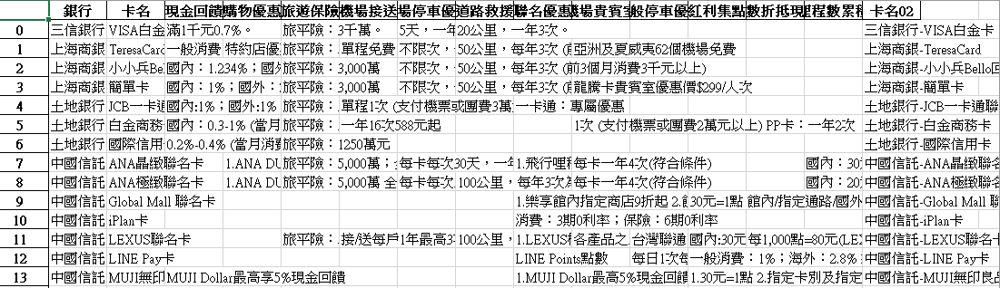 銀行 卡名 現金回饋 購物優惠 旅遊保險 機場接送 場停車優 道路救援 聯名優惠 機場貴賓室 般停車優 紅利集點 數折抵現 里程數累積 卡名02
0 三信銀行 VISA白金 滿1千元0.7%。 旅平險：3千萬。 5天，一年 20公里，一年3次。 三信銀行-VISA白金卡
1 上海商銀 TeresaCard 一般消費 特約店優 旅平險： 單程免費 不限次， 50公里，每年3次 ( 亞洲及夏威夷62個機場免費 上海商銀-TeresaCard
2 上海商銀 小小兵Bel 國內：1.234%；國外 旅平險：3,000萬 不限次， 50公里，每年3次 (前3個月消費3千元以上) 上海商銀-小小兵Bello回
3 上海商銀 簡單卡 國內：1%；國外： 旅平險：3,000萬 不限次， 50公里，每年3次 ( 龍騰卡貴賓室優惠價$299/人次 上海商銀-簡單卡
4 土地銀行 JCB一卡通 國內:1%；國外:1% 旅平險： 單程1次 (支付機票或團費3萬 一卡通：專屬優惠 土地銀行-JCB一卡通聯
5 土地銀行 白金商務 國內：0.3-1% (當月 旅平險： 一年16次588元起 1次 (支付機票或團費2萬元以上) PP卡：一年2次 土地銀行-白金商務卡
6 土地銀行 國際信用 0.2%-0.4% (當月消費 旅平險：1250萬元 土地銀行-國際信用卡
7 中國信託 ANA晶緻聯名卡 1.ANA DU 旅平險：5,000萬； 每卡每次 30天，一年 1.飛行哩程 每卡一年4次(符合條件) 國內：30 中國信託-ANA晶緻聯名
8 中國信託 ANA極緻聯名卡 1.ANA DU 旅平險：5,000萬 全 每卡每次 100公里， 每年3次為 每卡一年4次(符合條件) 國內：20 中國信託-ANA極緻聯名
9 中國信託 Global Mall 聯名卡 1.樂享館內指定商店9折起 2. 30元=1點 館內/指定通路/國外 中國信託-Global Mall 聯
10 中國信託 iPlan卡 消費：3期0利率；保險：6期0利率 中國信託-iPlan卡
11 中國信託 LEXUS聯名卡 旅平險： 接/送每戶 1年最高3 100公里， 1.LEXUS 各產品之 台灣聯通 國內:30元 每1,000點=80元(LEX 中國信託-LEXUS聯名卡
12 中國信託 LINE Pay卡 LINE Points點數 每日1次每 一般消費：1%；海外：2.8% 中國信託-LINE Pay卡
13 中國信託 MUJI無印 MUJI Dollar最高享5%現金回饋 1.MUJI Dollar最高5%現金回饋 1.30元=1點 2.指定卡別及指定 中國信託-MUJI無印良品